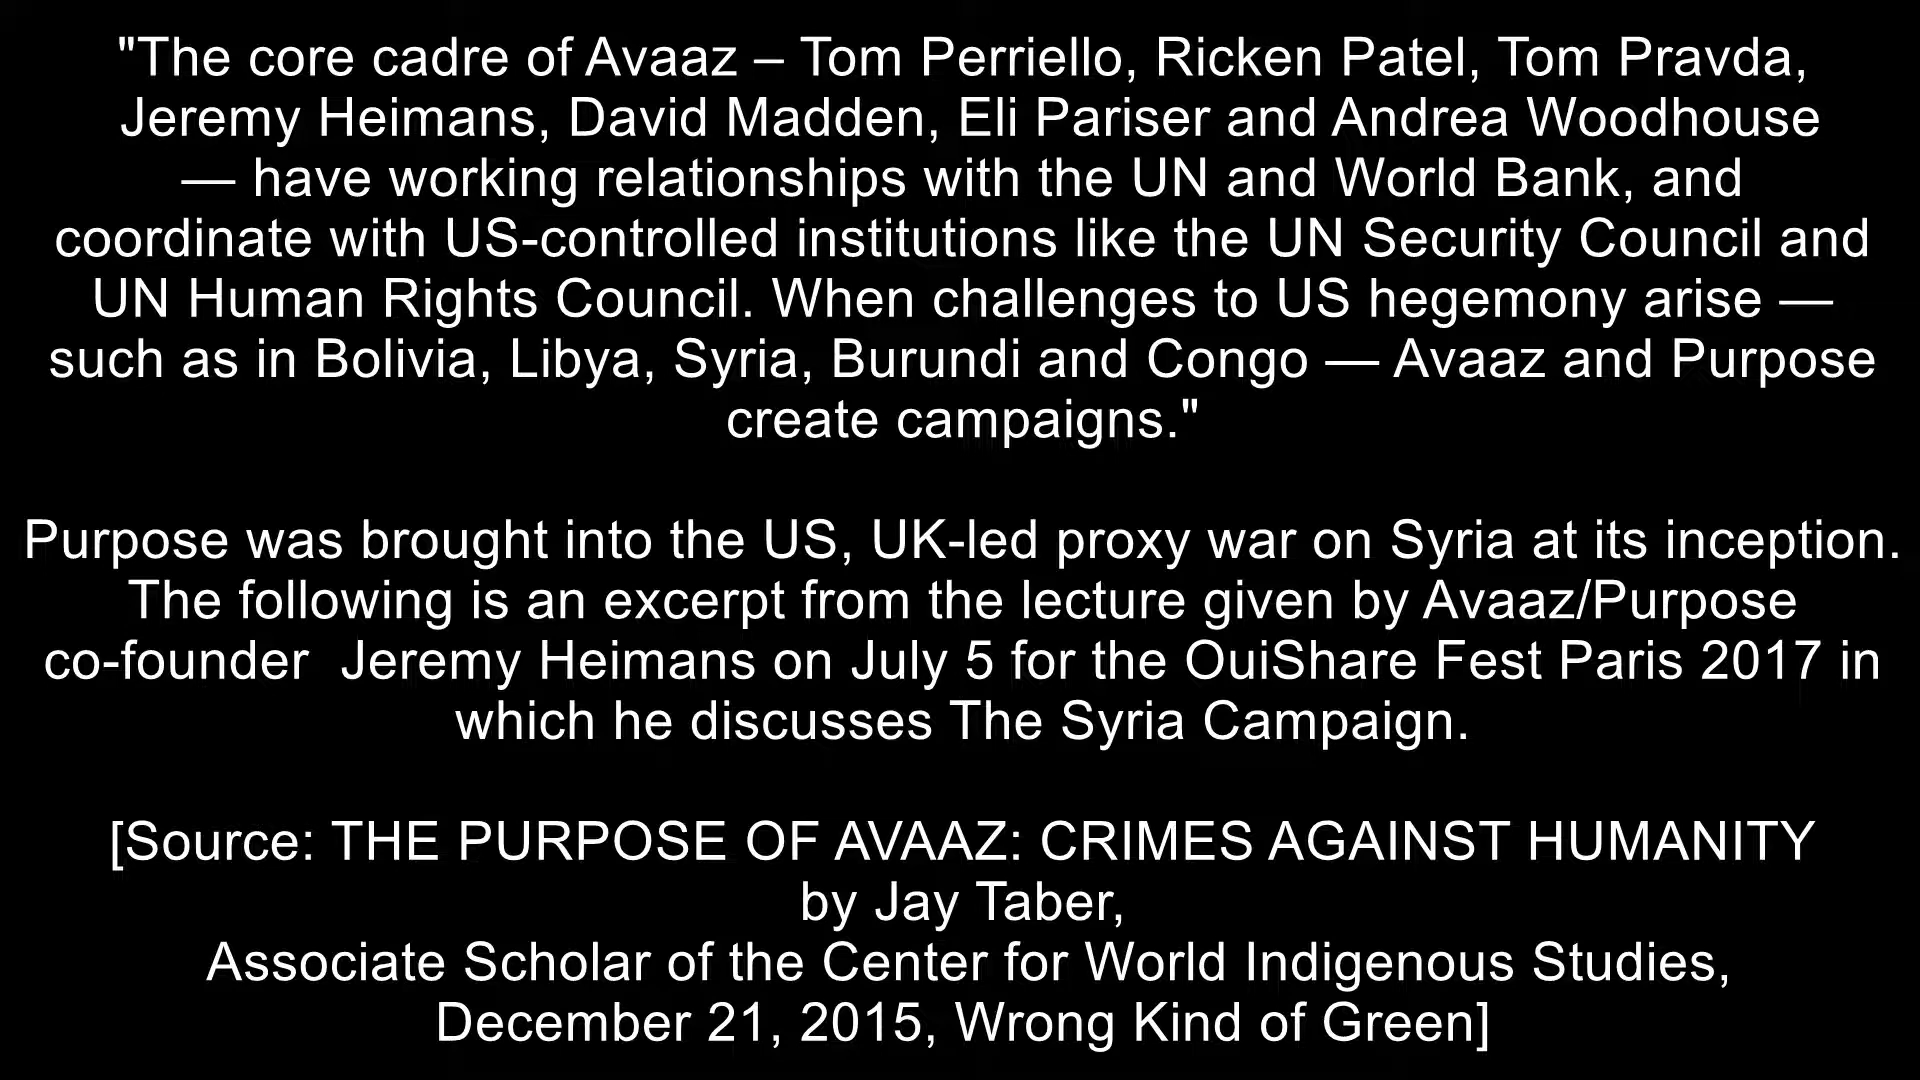 "The core cadre of Avaaz – Tom Perriello, Ricken Patel, Tom Pravda,
Jeremy Heimans, David Madden, Eli Pariser and Andrea Woodhouse
— have working relationships with the UN and World Bank, and
coordinate with US-controlled institutions like the UN Security Council and
UN Human Rights Council. When challenges to US hegemony arise —
such as in Bolivia, Libya, Syria, Burundi and Congo — Avaaz and Purpose
create campaigns."
Purpose was brought into the US, UK-led proxy war on Syria at its inception.
The following is an excerpt from the lecture given by Avaaz/Purpose
co-founder  Jeremy Heimans on July 5 for the OuiShare Fest Paris 2017 in
which he discusses The Syria Campaign.
[Source: THE PURPOSE OF AVAAZ: CRIMES AGAINST HUMANITY
by Jay Taber,
Associate Scholar of the Center for World Indigenous Studies,
December 21, 2015, Wrong Kind of Green]